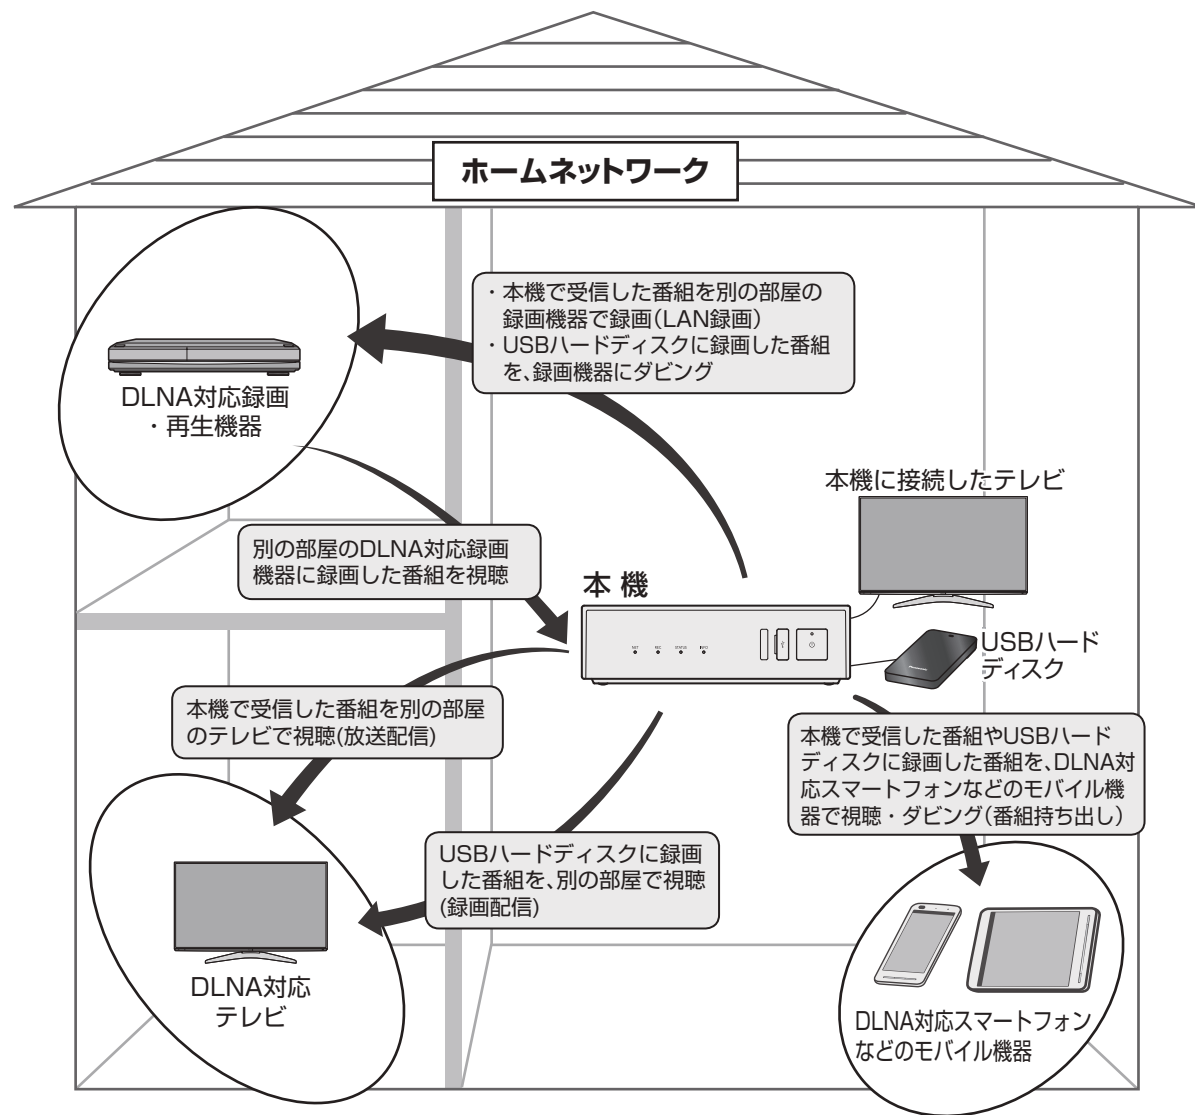 ホームネットワーク
・本機で受信した番組を別の部屋の
録画機器で録画(LAN録画)
・USBハードディスクに録画した番組
を、録画機器にダビング
DLNA対応録画
・再生機器
本機に接続したテレビ
別の部屋のDLNA対応録画
機器に録画した番組を視聴
本 機
USBハード
ディスク
本機で受信した番組を別の部屋
のテレビで視聴(放送配信)
本機で受信した番組やUSBハード
ディスクに録画した番組を、DLNA対
応スマートフォンなどのモバイル機
器で視聴・ダビング(番組持ち出し)
USBハードディスクに録画
した番組を、別の部屋で視聴
(録画配信)
DLNA対応
テレビ
DLNA対応スマートフォン
などのモバイル機器